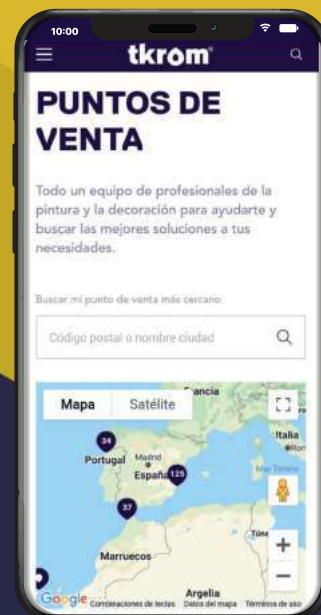 10:00
tkrom
PUNTOS DE
VENTA
Todo un equipo de profesionales de la
pintura y la decoración para ayudarte y
buscar las mejores soluciones a tus
necesidades.
Buscar mi punto de venta más cercano
Código postal o nombre ciudad
Mapa Satélite
Francia
Italia
34
Portugal
Madrid
España
125
Mar Tirreno
37
Marruecos
Argelia
Google
Combinaciones de teclas Datos del mapa Términos de uso